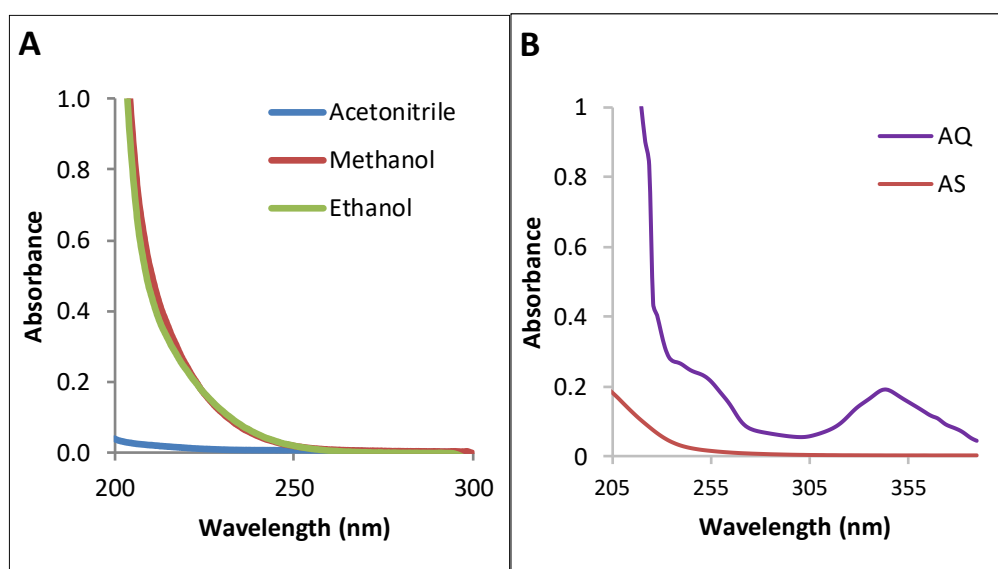 A
1.0
0.8
0.6
0.4
0.2
0.0
200
250
300
Absorbance
Wavelength (nm)
Acetonitrile
Methanol
Ethanol
B
1
0.8
0.6
0.4
0.2
0
205
255
305
355
Absorbance
Wavelength (nm)
AQ
AS